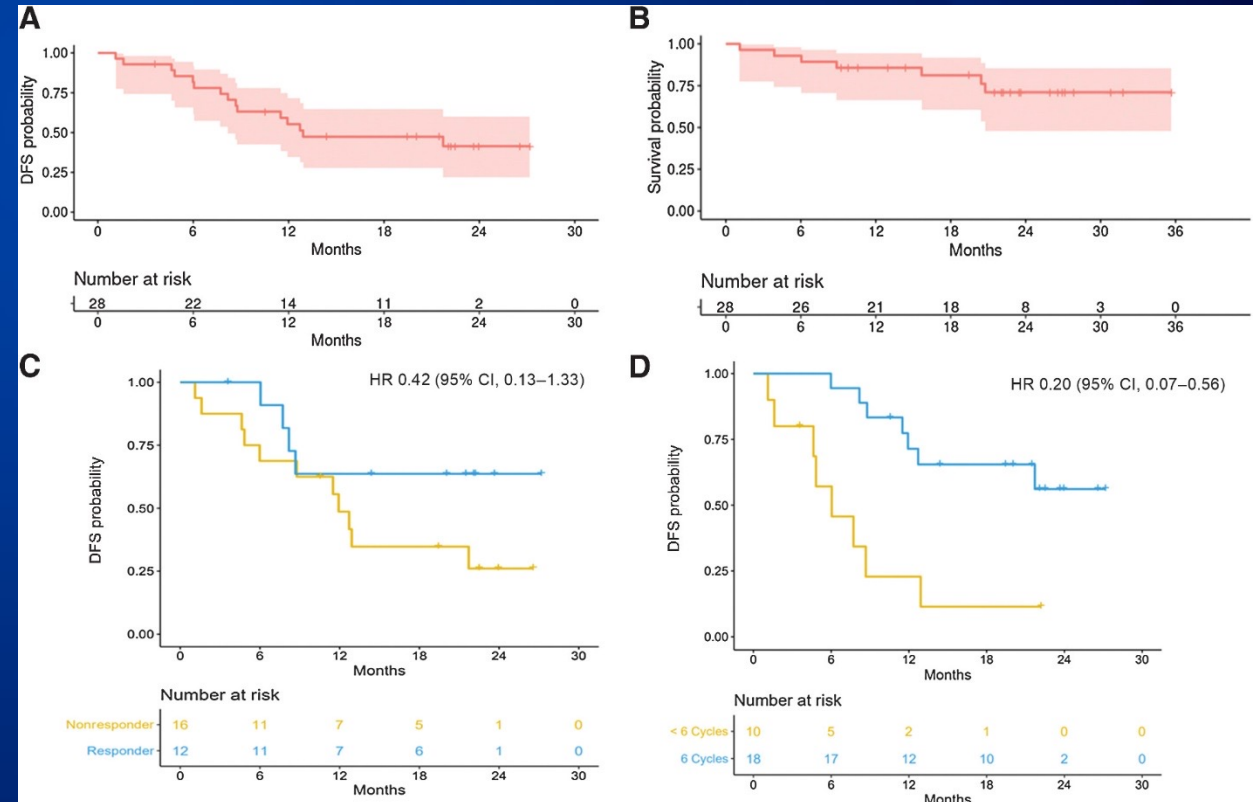 A
DFS probability
1.00
0.75
0.50
0.25
0.00
0 6 12 18 24 30
Months
Number at risk
28 22 14 11 2 0
0 6 12 18 24 30
Months
B
Survival probability
1.00
0.75
0.50
0.25
0.00
0 6 12 18 24 30 36
Months
Number at risk
28 26 21 18 8 3 0
0 6 12 18 24 30 36
C
HR 0.42 (95% CI, 0.13–1.33)
DFS probability
1.00
0.75
0.50
0.25
0.00
0 6 12 18 24 30
Months
Number at risk
Nonresponder 16 11 7 5 1 0
Responder 12 11 7 6 1 0
0 6 12 18 24 30
Months
D
HR 0.20 (95% CI, 0.07–0.56)
DFS probability
1.00
0.75
0.50
0.25
0.00
0 6 12 18 24 30
Months
Number at risk
< 6 Cycles 10 5 2 1 0 0
6 Cycles 18 17 12 10 2 0
0 6 12 18 24 30
Months